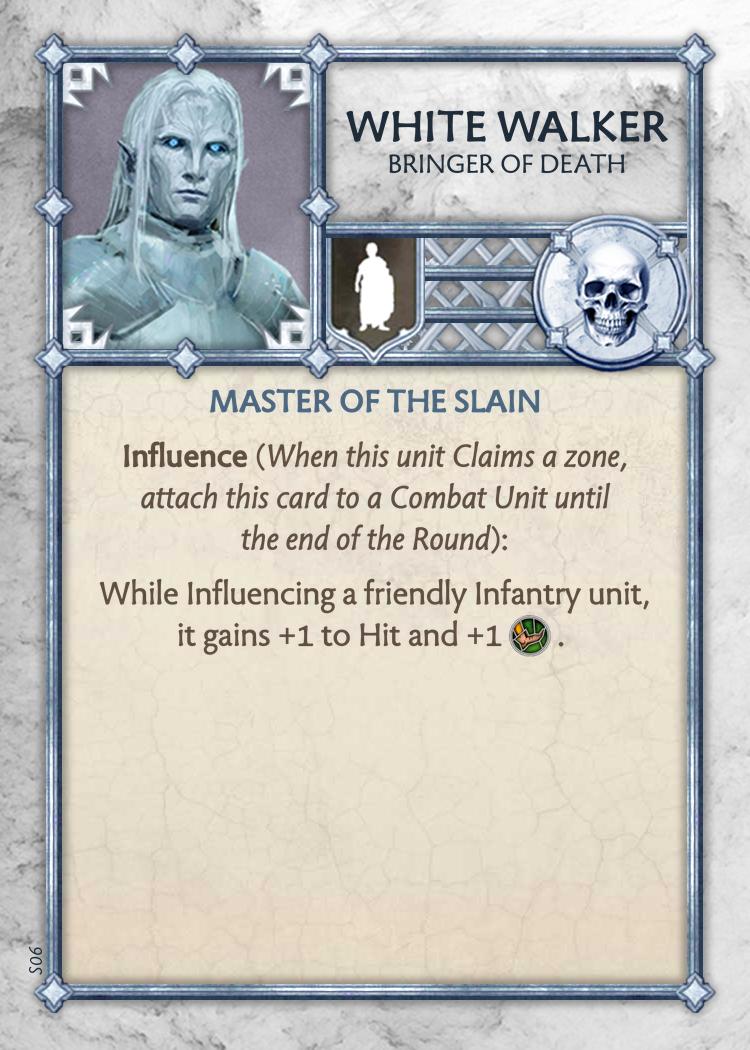 WHITE WALKER
BRINGER OF DEATH
MASTER OF THE SLAIN
Influence (When this unit Claims a zone,
attach this card to a Combat Unit until
the end of the Round):
While Influencing a friendly Infantry unit,
it gains +1 to Hit and +1 .
S06